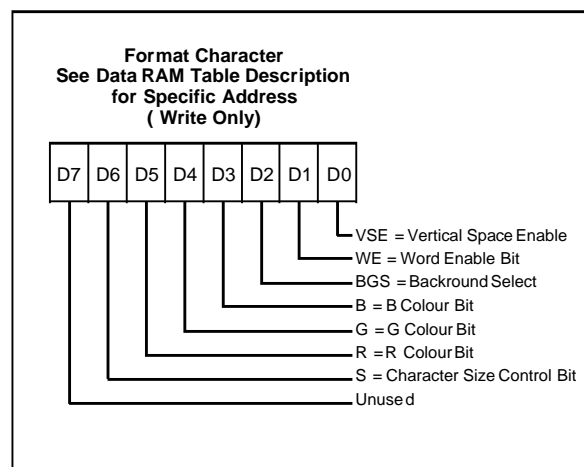 Format Character
See Data RAM Table Description
for Specific Address
( Write Only)
D7 D6 D5 D4 D3 D2 D1 D0
VSE = Vertical Space Enable
WE = Word Enable Bit
BGS = Backround Select
B = B Colour Bit
G = G Colour Bit
R = R Colour Bit
S = Character Size Control Bit
Unused